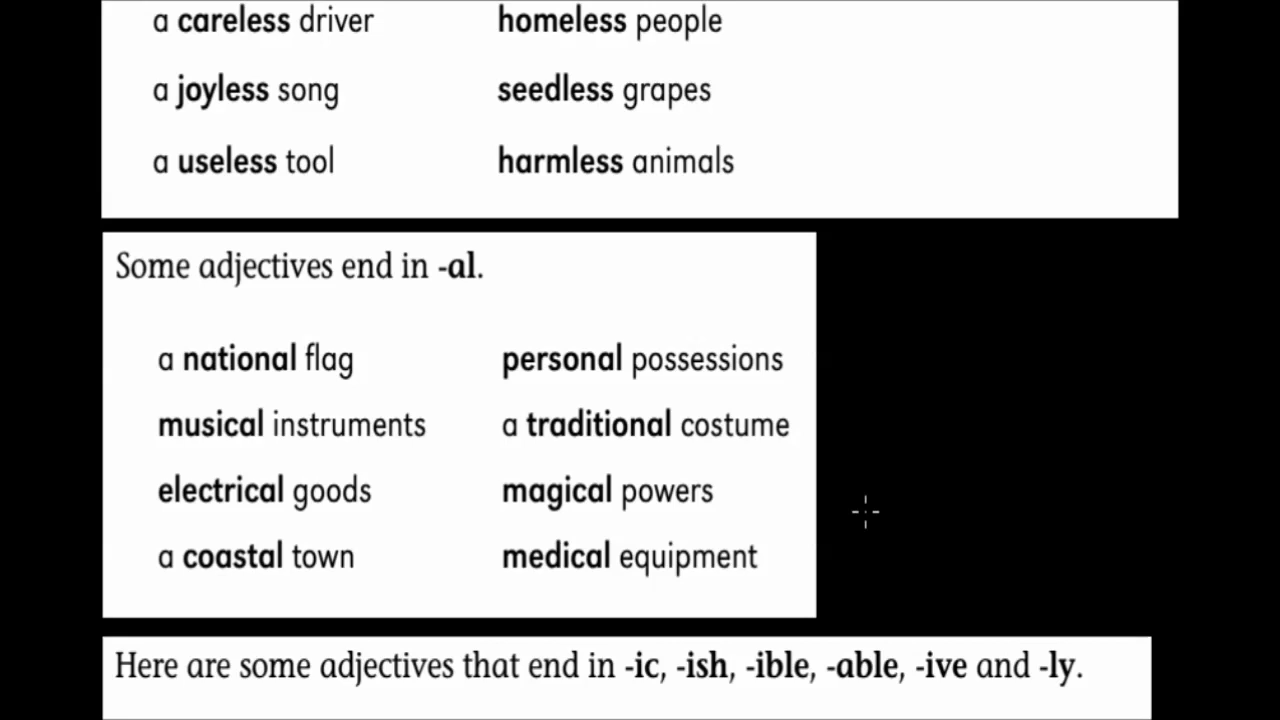 a careless driver homeless people
a joyless song seedless grapes
a useless tool harmless animals
Some adjectives end in -al.
a national flag personal possessions
musical instruments a traditional costume
electrical goods magical powers
a coastal town medical equipment
Here are some adjectives that end in -ic, -ish, -ible, -able, -ive and -ly.